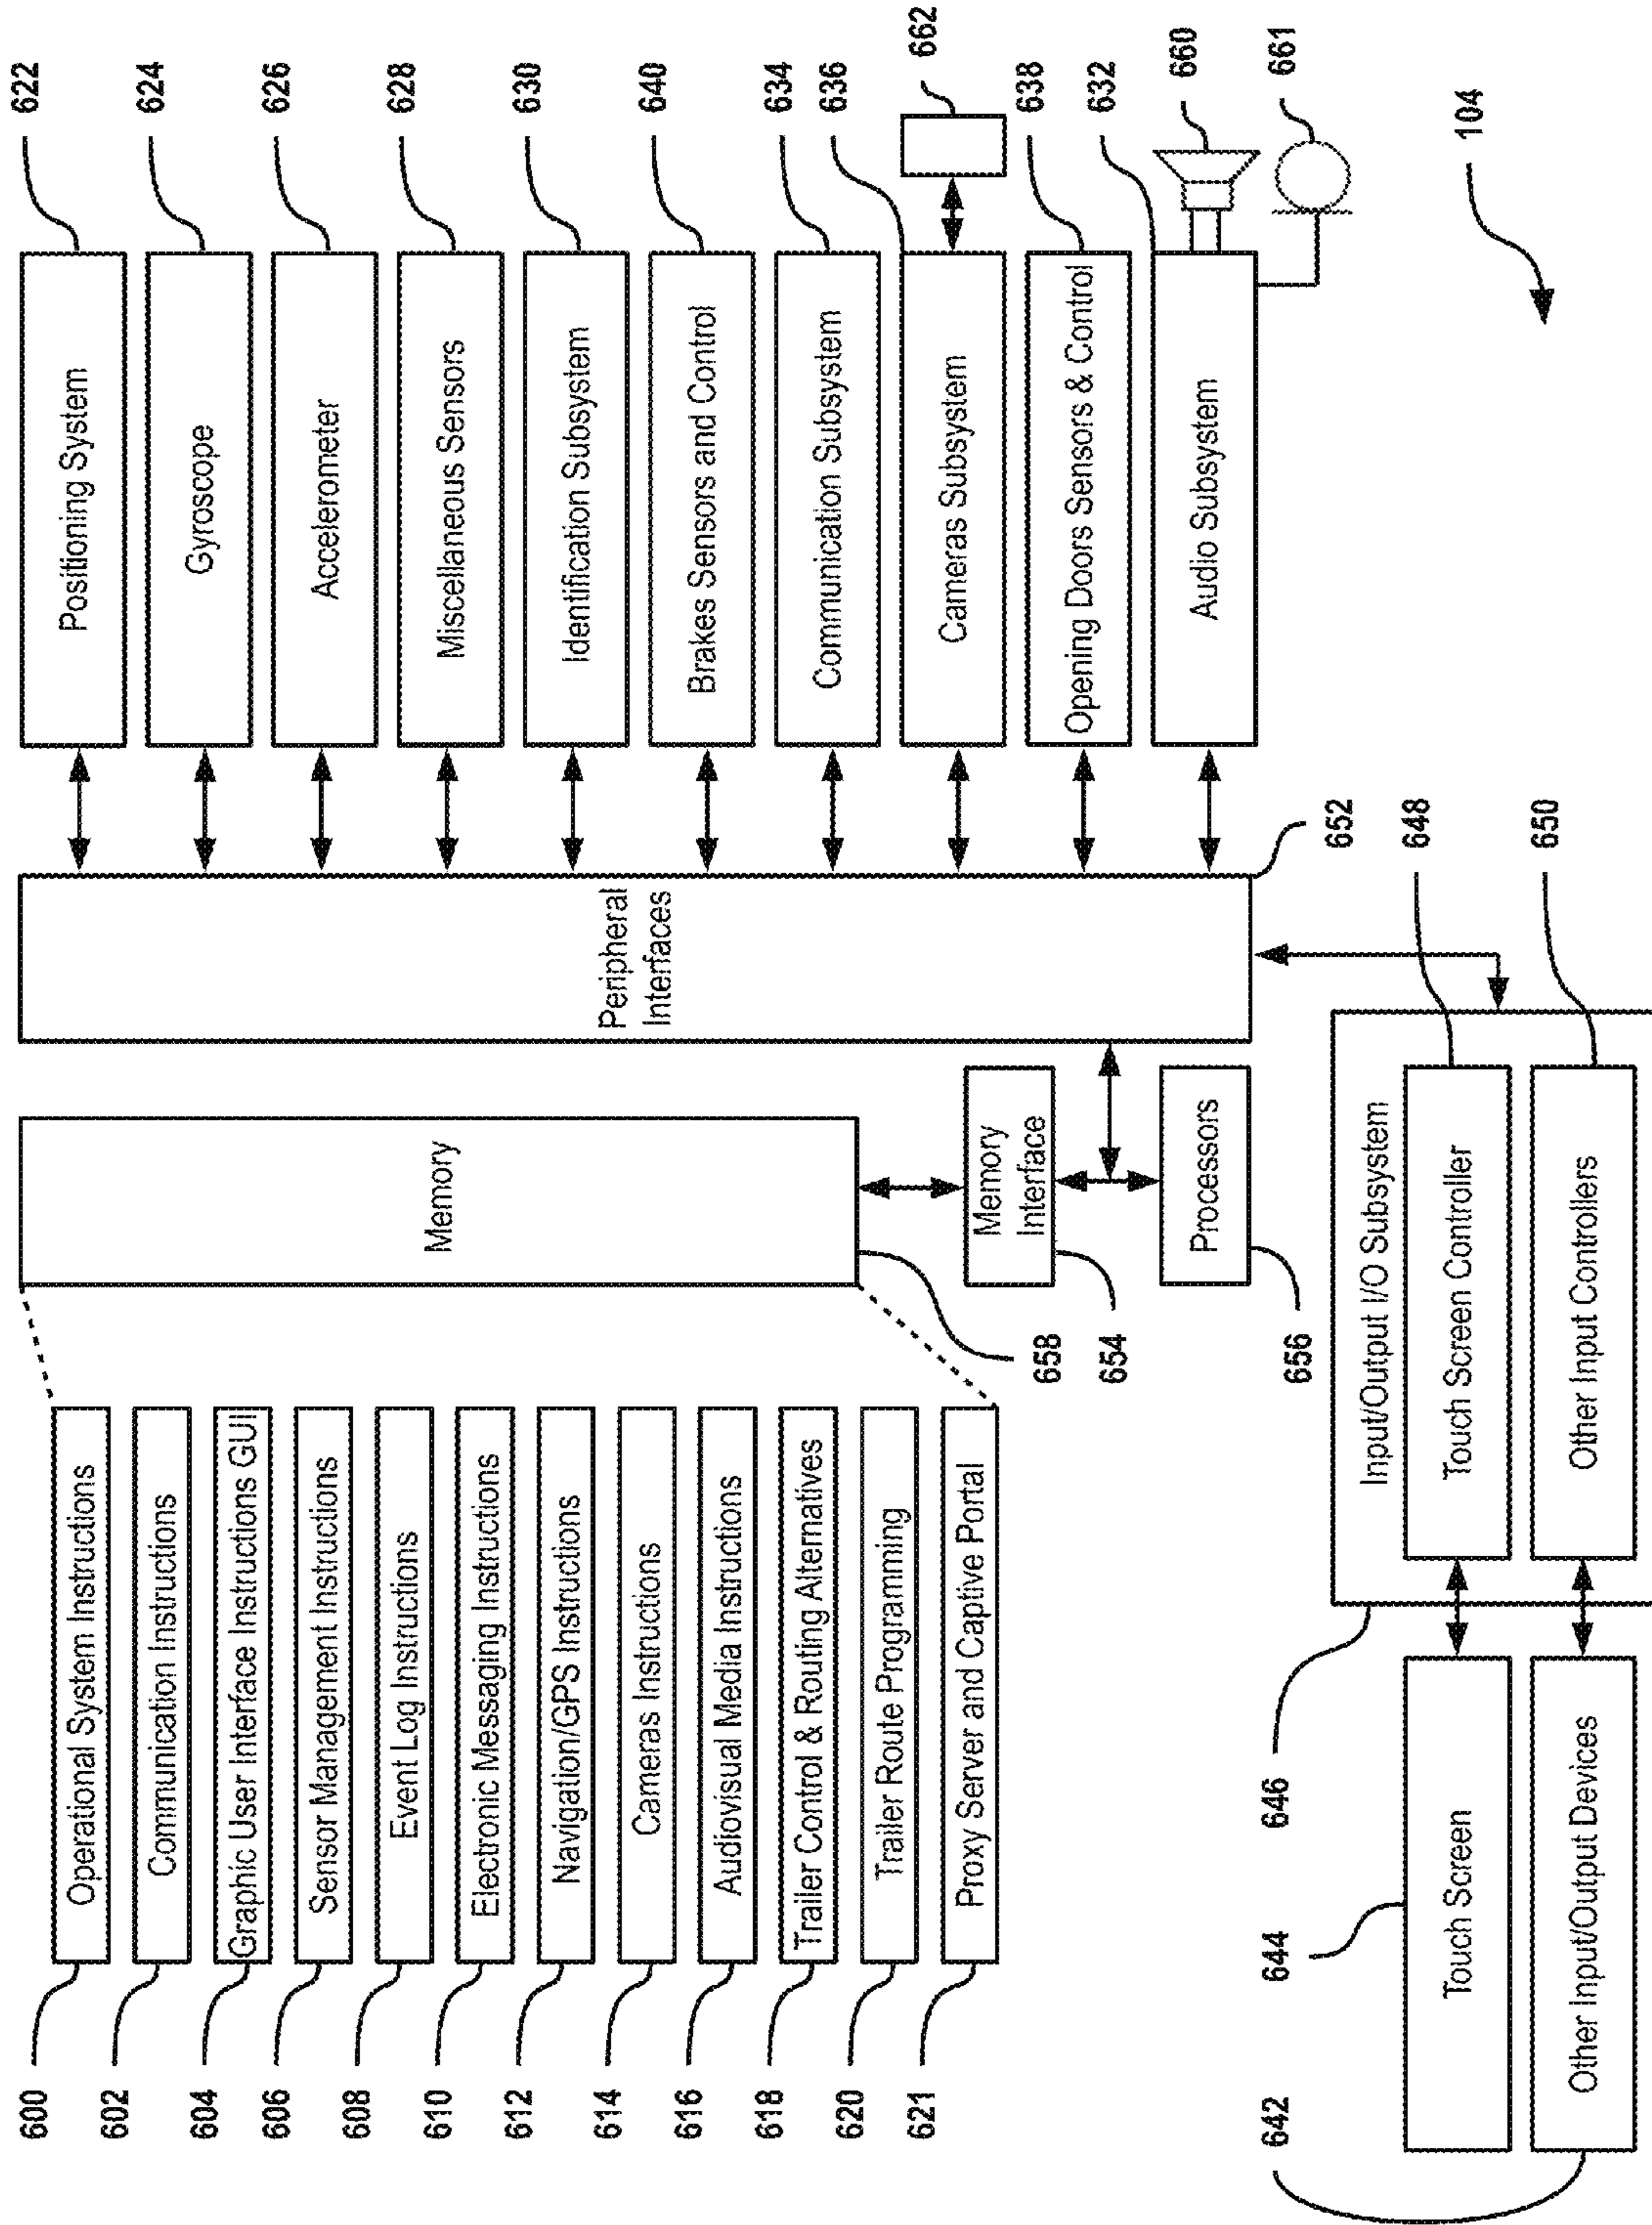 600
Operational System Instructions
602
Communication Instructions
604
Graphic User Interface Instructions GUI
606
Sensor Management Instructions
608
Event Log Instructions
610
Electronic Messaging Instructions
612
Navigation/GPS Instructions
614
Cameras Instructions
616
Audiovisual Media Instructions
618
Trailer Control & Routing Alternatives
620
Trailer Route Programming
621
Proxy Server and Captive Portal
Memory
658
Memory
Interface
654
Processors
656
Peripheral
Interfaces
652
Positioning System
622
Gyroscope
624
Accelerometer
626
Miscellaneous Sensors
628
Identification Subsystem
630
Brakes Sensors and Control
640
Communication Subsystem
634
Cameras Subsystem
636
662
Opening Doors Sensors & Control
638
Audio Subsystem
632
660
661
104
642
644
646
Touch Screen
Other Input/Output Devices
Input/Output I/O Subsystem
Touch Screen Controller
648
Other Input Controllers
650